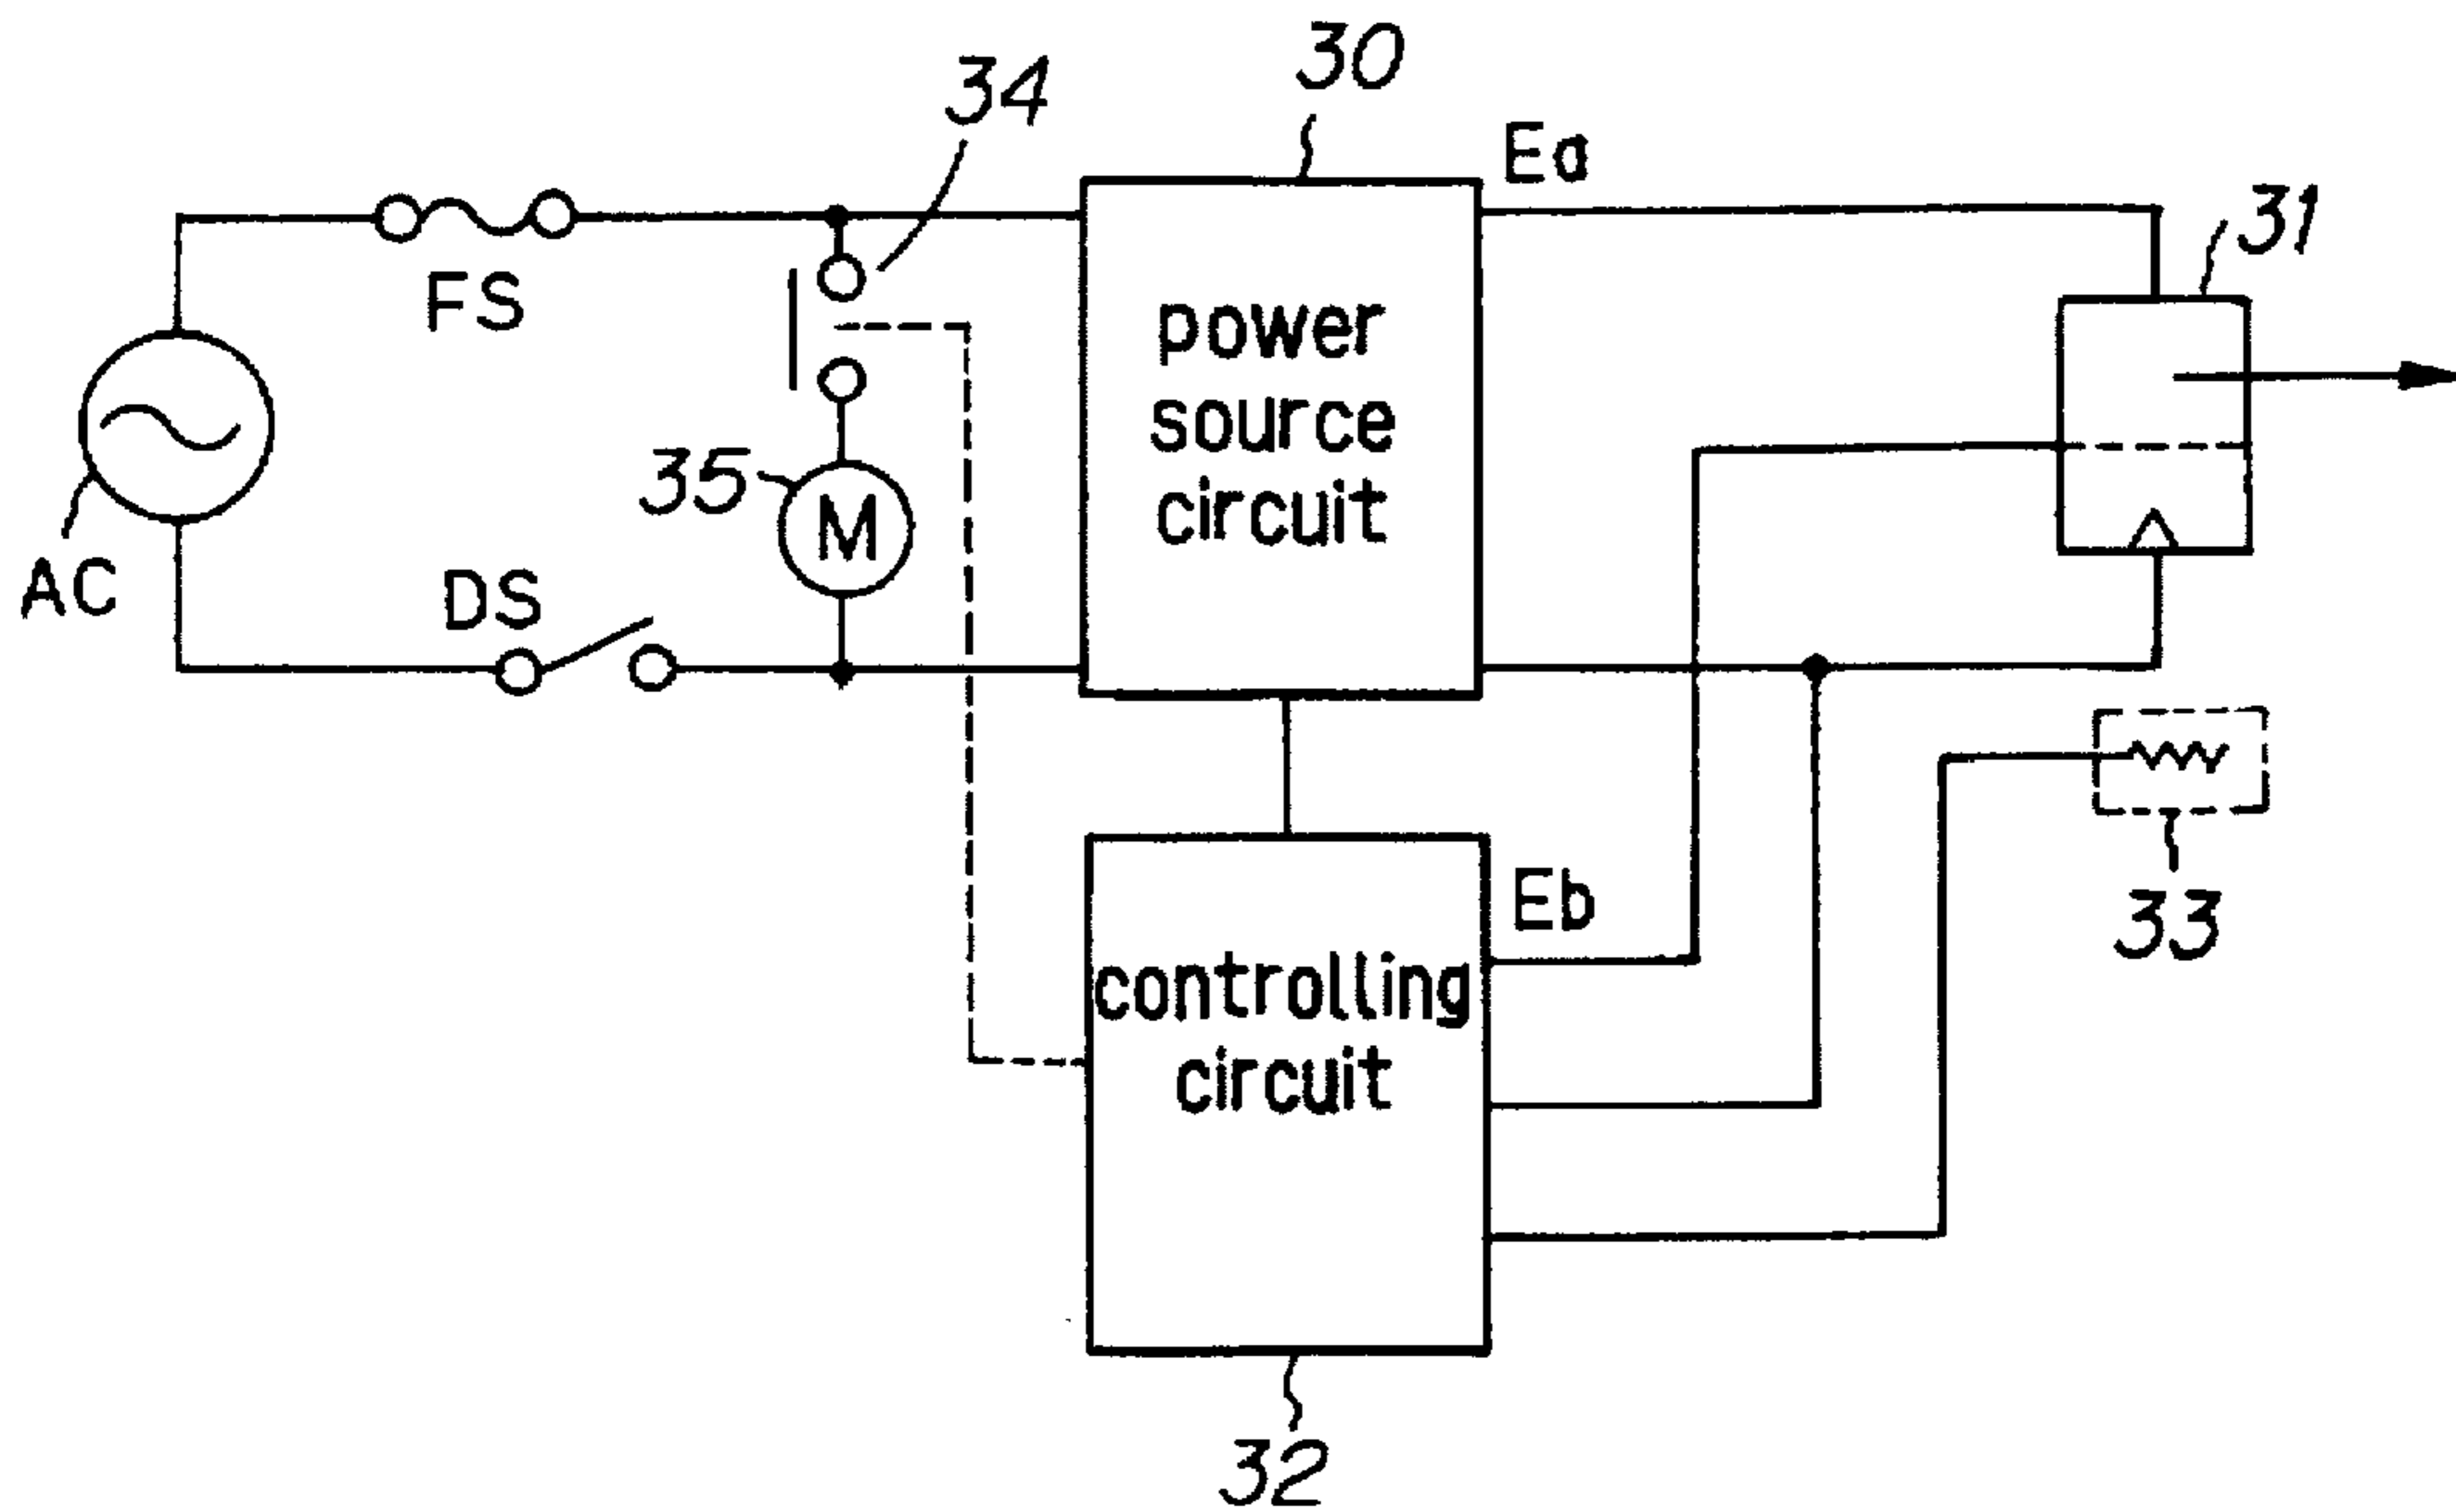 30
34
Ea
31
FS
power
source
circuit
35
M
AC
DS
Eb
33
controlling
circuit
32